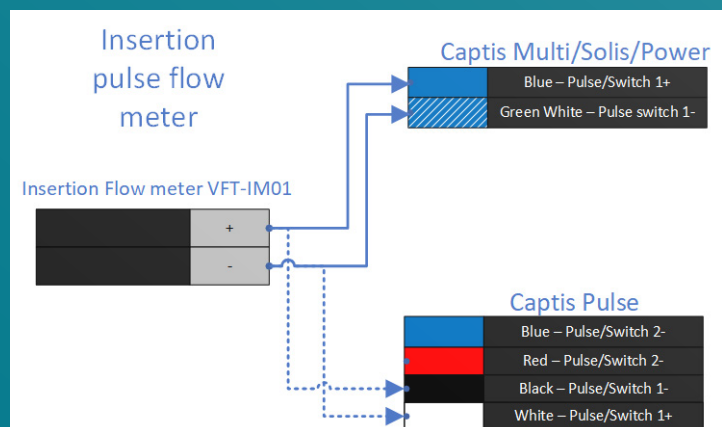 Insertion
pulse flow
meter
Captis Multi/Solis/Power
Blue – Pulse/Switch 1+
Green White – Pulse switch 1-
Insertion Flow meter VFT-IM01
+
-
Captis Pulse
Blue – Pulse/Switch 2-
Red – Pulse/Switch 2-
Black – Pulse/Switch 1-
White – Pulse/Switch 1+